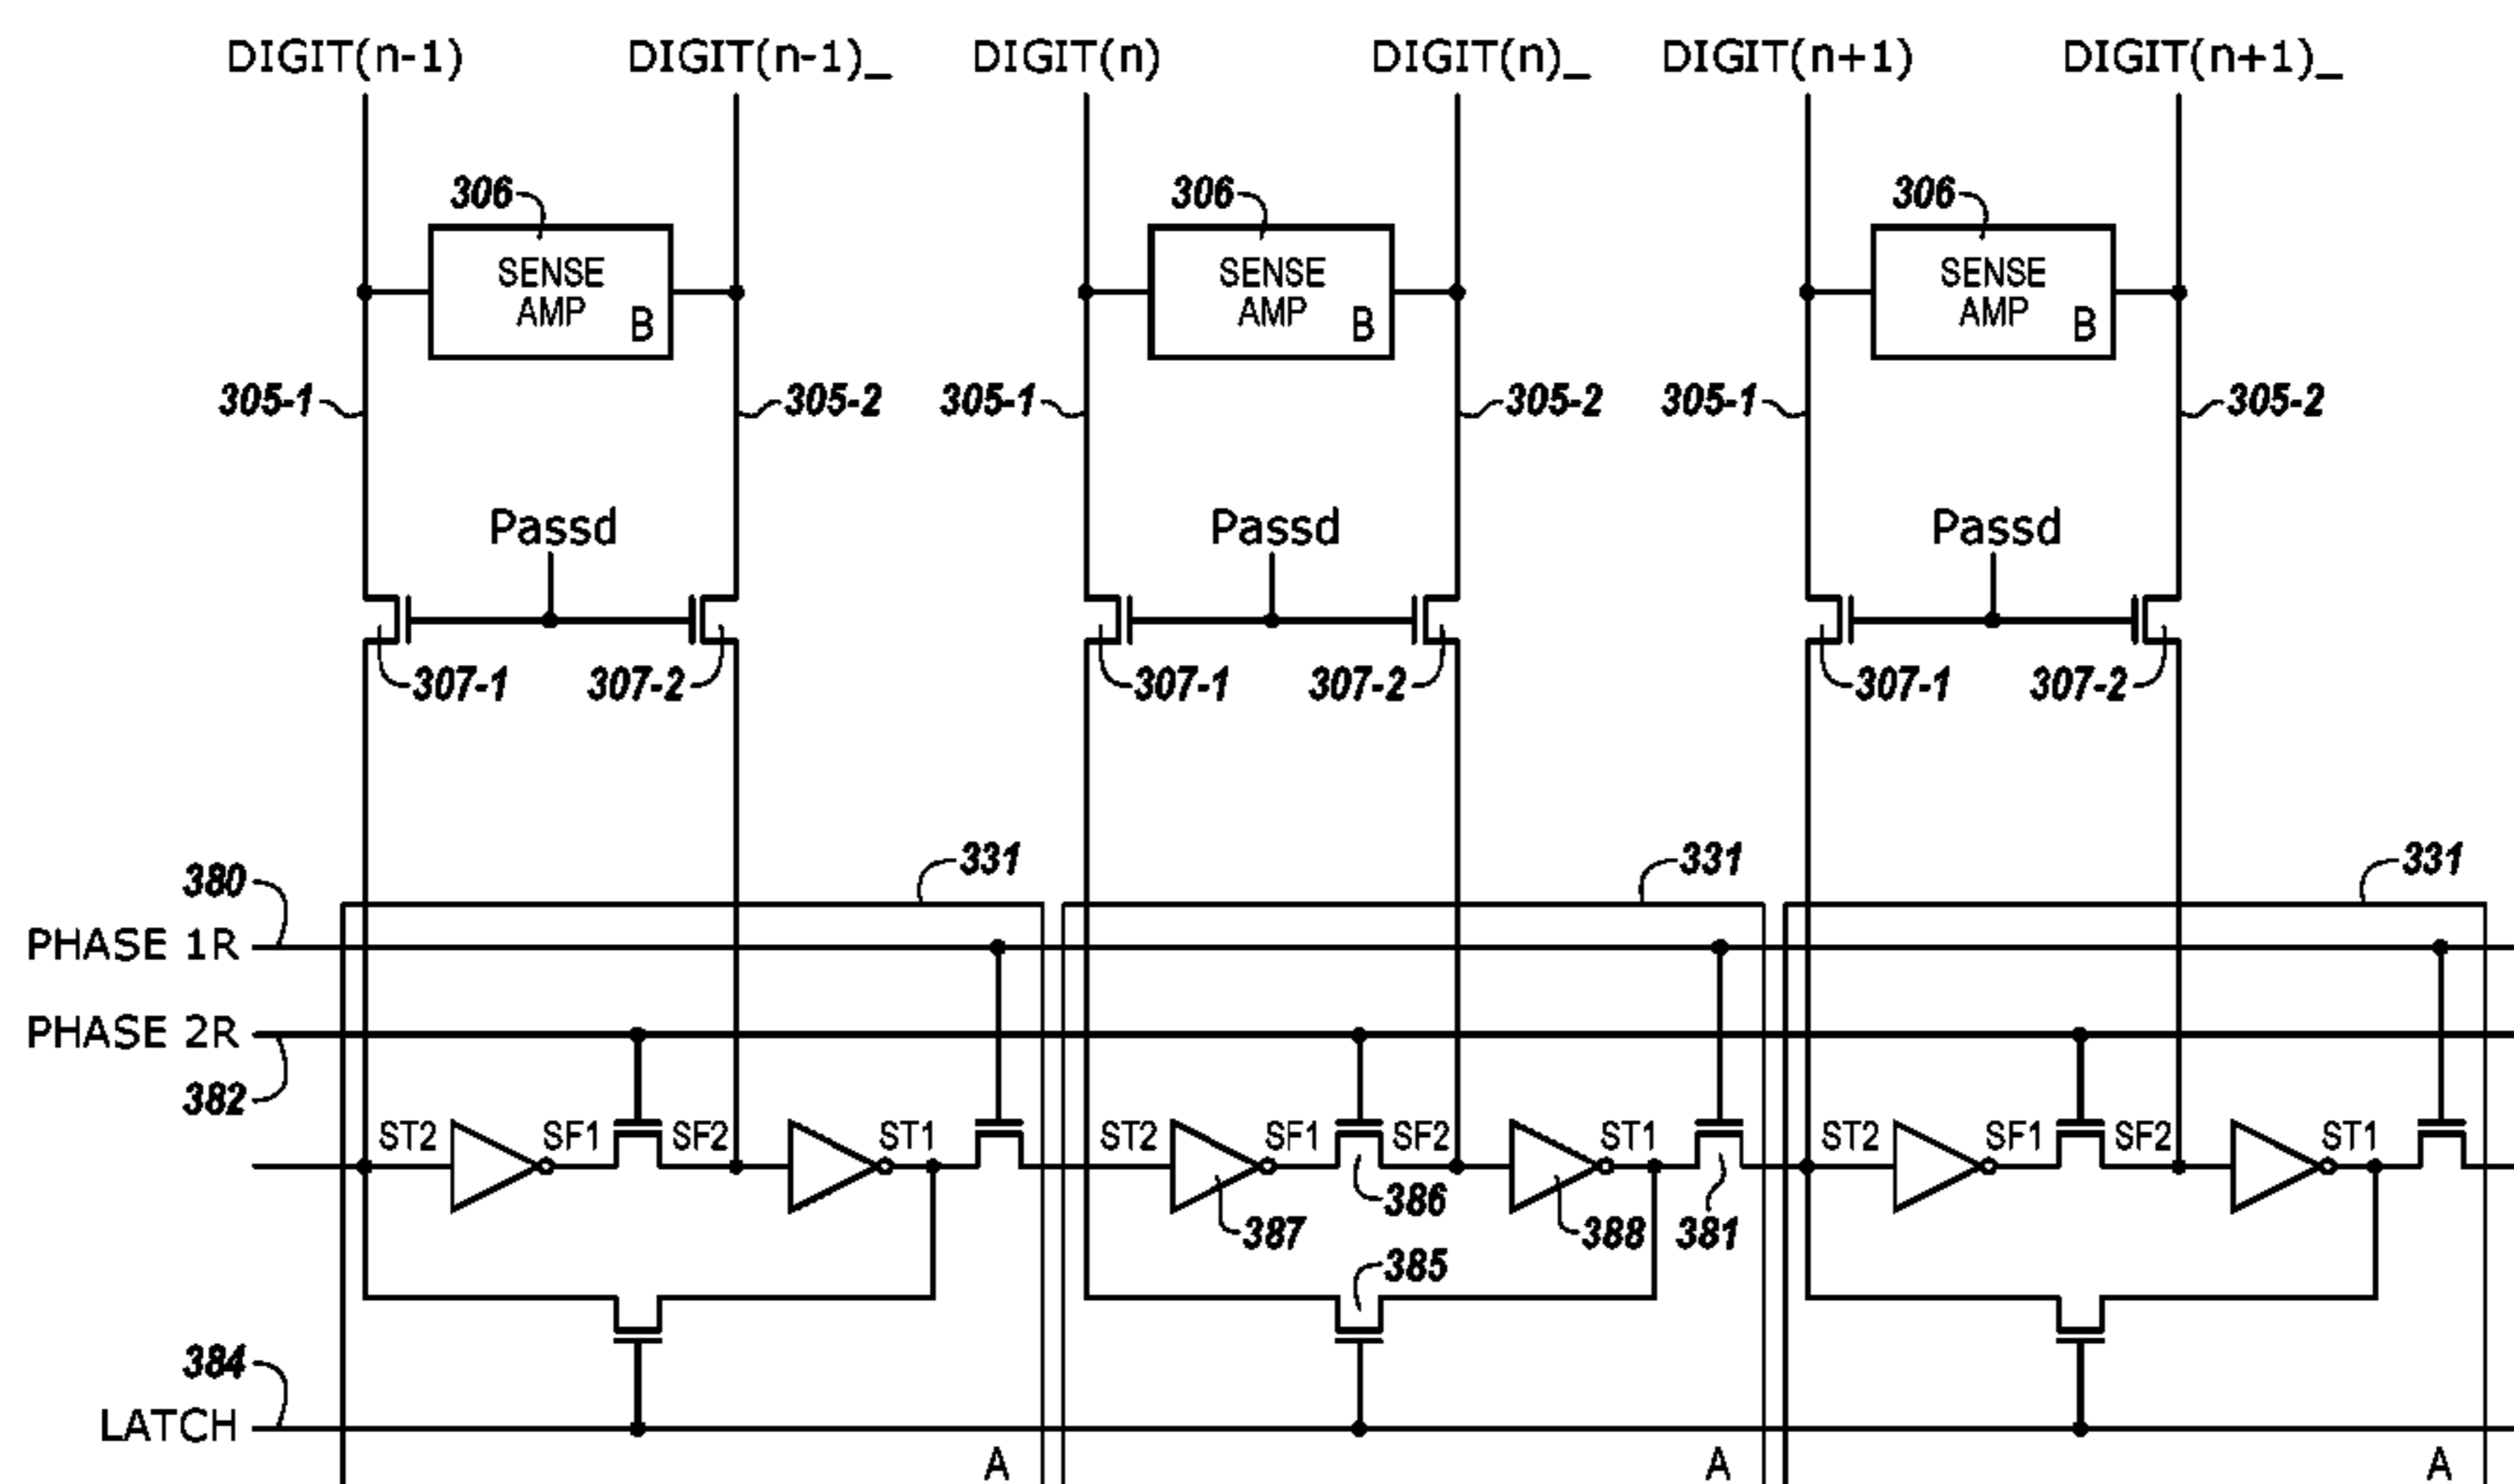 DIGIT(n-1) DIGIT(n-1)_ DIGIT(n) DIGIT(n)_ DIGIT(n+1) DIGIT(n+1)_
306 306 306
SENSE AMP B SENSE AMP B SENSE AMP B
305-1 305-2 305-1 305-2 305-1 305-2
Passd Passd Passd
307-1 307-2 307-1 307-2 307-1 307-2
331 331 331
380
PHASE 1R
PHASE 2R
382
ST2 SF1 SF2 ST1 ST2 SF1 SF2 ST1 ST2 SF1 SF2 ST1
386
387 388 381
385
384
LATCH
A A A